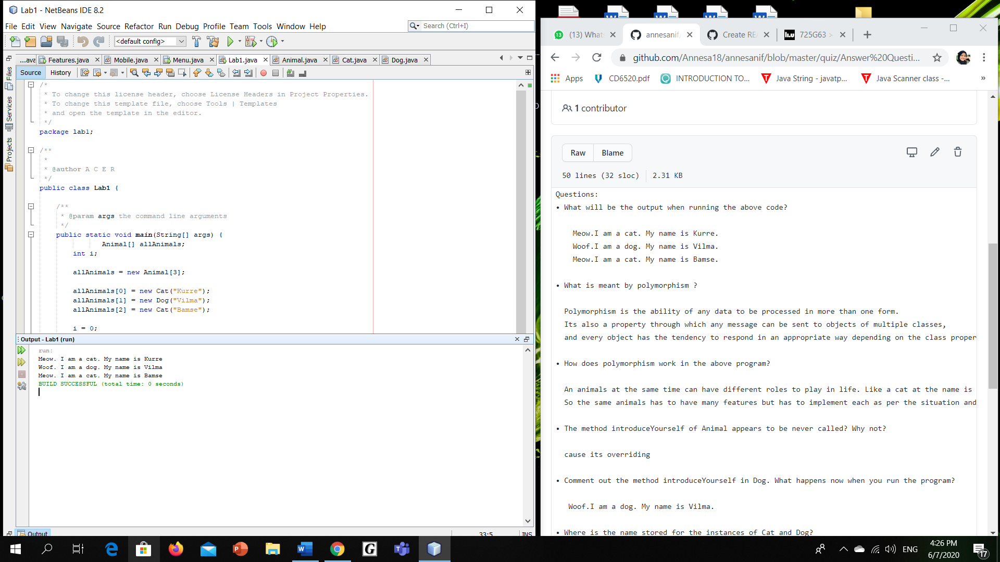 Lab1 - NetBeans IDE 8.2
File Edit View Navigate Source Refactor Run Debug Profile Team Tools Window Help
Search (Ctrl+I)
<default config>
...ava Features.java Mobile.java Menu.java Lab1.java Animal.java Cat.java Dog.java
Source History
Files
Services
Projects
/*
* To change this license header, choose License Headers in Project Properties.
* To change this template file, choose Tools | Templates
* and open the template in the editor.
*/
package lab1;
/**
*
* @author A C E R
*/
public class Lab1 {
/**
* @param args the command line arguments
*/
public static void main(String[] args) {
Animal[] allAnimals;
int i;
allAnimals = new Animal[3];
allAnimals[0] = new Cat("Kurre");
allAnimals[1] = new Dog("Vilma");
allAnimals[2] = new Cat("Bamse");
i = 0;
Output - Lab1 (run)
run:
Meow. I am a cat. My name is Kurre
Woof. I am a dog. My name is Vilma
Meow. I am a cat. My name is Bamse
BUILD SUCCESSFUL (total time: 0 seconds)
Output
33:5 INS
13 (13) Whats annesanif/ Create REA 725G63 >
github.com/Annesa18/annesanif/blob/master/quiz/Answer%20Questi...
Apps CD6520.pdf INTRODUCTION TO... Java String - javatp... Java Scanner class -... »
1 contributor
Raw Blame
50 lines (32 sloc) 2.31 KB
Questions:
• What will be the output when running the above code?
Meow.I am a cat. My name is Kurre.
Woof.I am a dog. My name is Vilma.
Meow.I am a cat. My name is Bamse.
• What is meant by polymorphism ?
Polymorphism is the ability of any data to be processed in more than one form.
Its also a property through which any message can be sent to objects of multiple classes,
and every object has the tendency to respond in an appropriate way depending on the class proper
• How does polymorphism work in the above program?
An animals at the same time can have different roles to play in life. Like a cat at the name is
So the same animals has to have many features but has to implement each as per the situation and
• The method introduceYourself of Animal appears to be never called? Why not?
cause its overriding
• Comment out the method introduceYourself in Dog. What happens now when you run the program?
Woof.I am a dog. My name is Vilma.
• Where is the name stored for the instances of Cat and Dog?
ENG
4:26 PM
6/7/2020
17